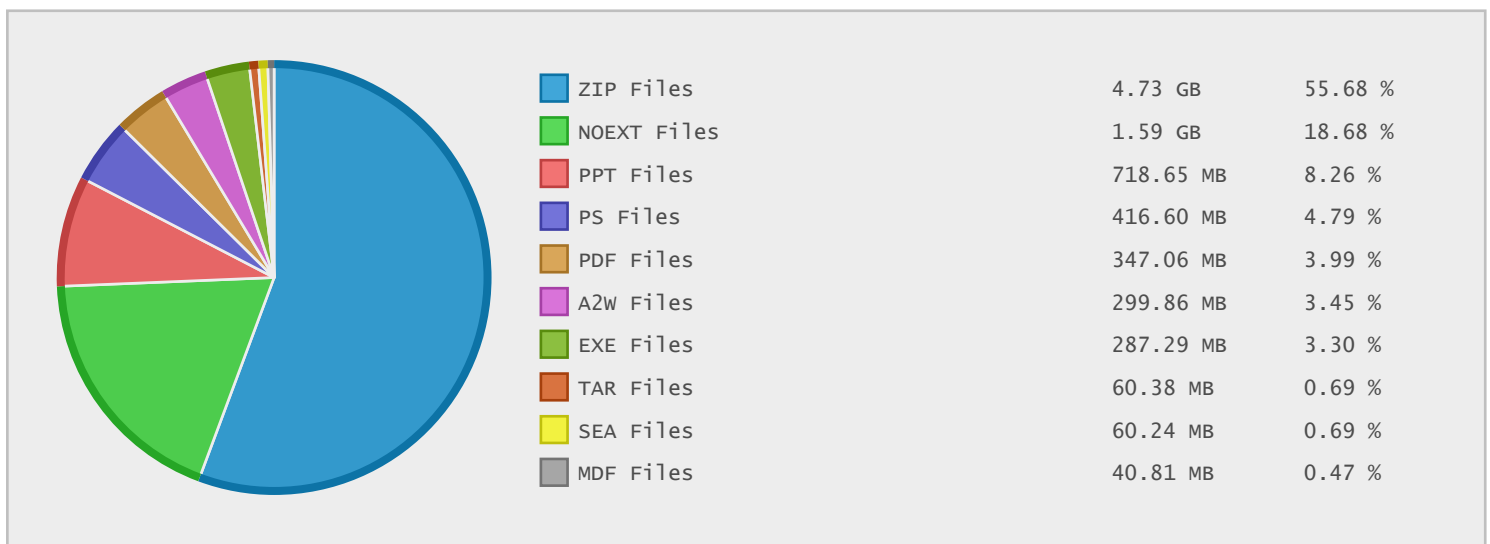 ZIP Files 4.73 GB 55.68 %
NOEXT Files 1.59 GB 18.68 %
PPT Files 718.65 MB 8.26 %
PS Files 416.60 MB 4.79 %
PDF Files 347.06 MB 3.99 %
A2W Files 299.86 MB 3.45 %
EXE Files 287.29 MB 3.30 %
TAR Files 60.38 MB 0.69 %
SEA Files 60.24 MB 0.69 %
MDF Files 40.81 MB 0.47 %